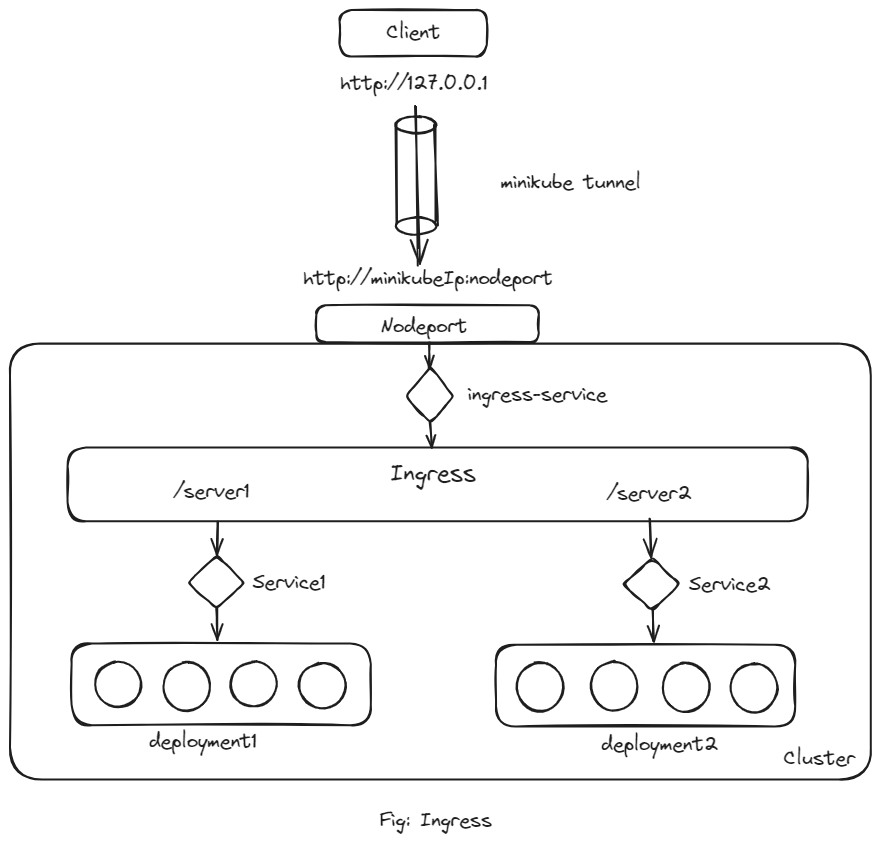 Client
http://127.0.0.1
minikube tunnel
http://minikubeIp:nodeport
Nodeport
ingress-service
Ingress
/server1
/server2
Service1
Service2
deployment1
deployment2
Cluster
Fig: Ingress